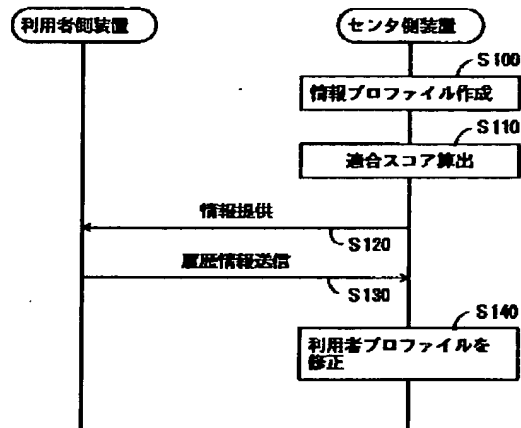 利用者側装置
センタ側装置
S100
情報プロファイル作成
S110
適合スコア算出
情報提供
S120
履歴情報送信
S130
S140
利用者プロファイルを
修正